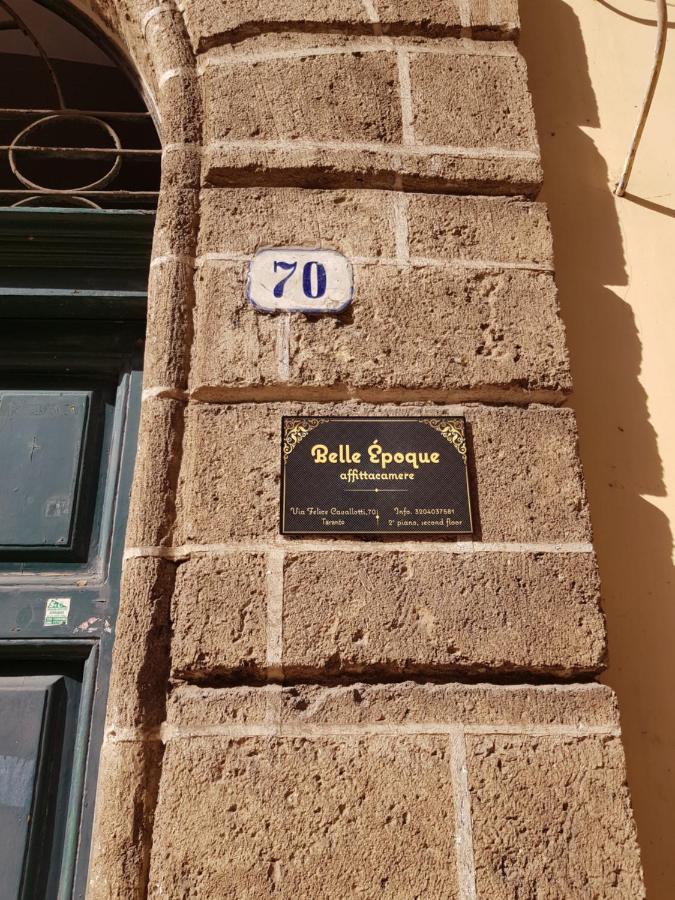 70
Belle Époque
affittacamere
Via Felice Cavallotti,70
Taranto
Info. 3204037581
2° piano, second floor